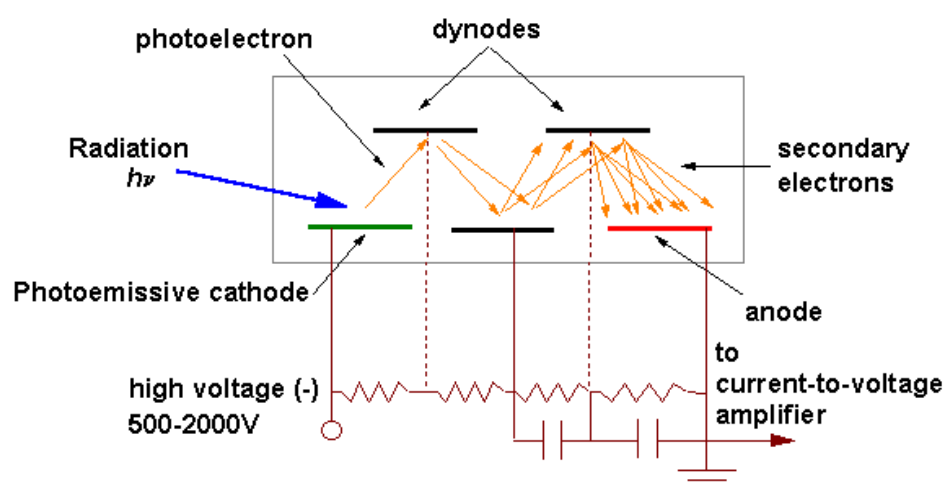 dynodes
photoelectron
Radiation
hν
secondary
electrons
Photoemissive cathode
anode
to
current-to-voltage
amplifier
high voltage (-)
500-2000V